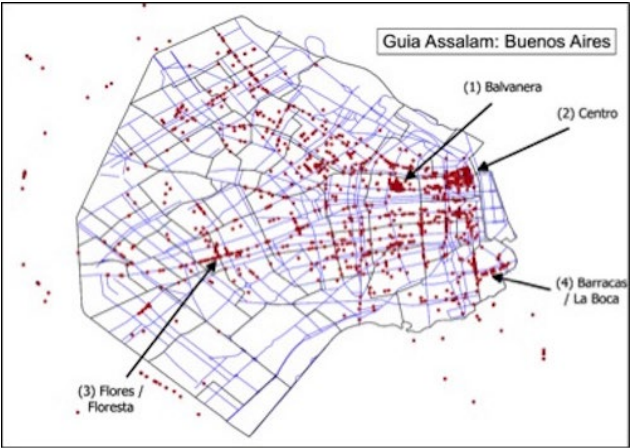 Guia Assalam: Buenos Aires
(1) Balvanera
(2) Centro
(4) Barracas
/ La Boca
(3) Flores /
Floresta